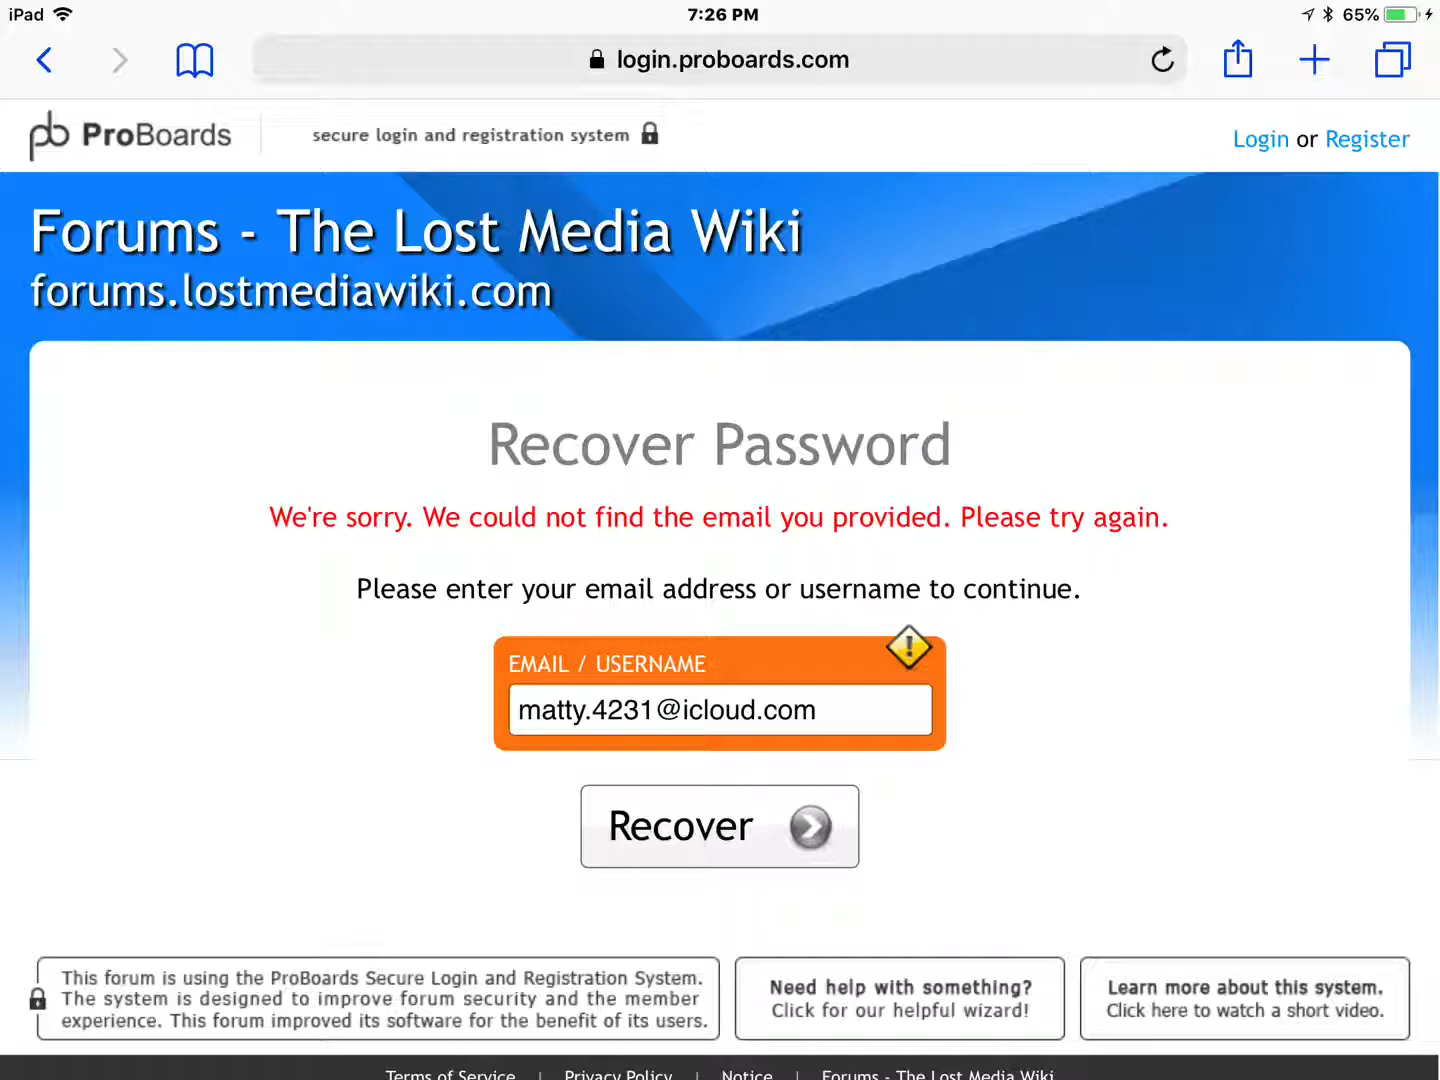 iPad 7:26 PM 65%
login.proboards.com
pb ProBoards secure login and registration system Login or Register
Forums - The Lost Media Wiki
forums.lostmediawiki.com
Recover Password
We're sorry. We could not find the email you provided. Please try again.
Please enter your email address or username to continue.
EMAIL / USERNAME
matty.4231@icloud.com
Recover
This forum is using the ProBoards Secure Login and Registration System.
The system is designed to improve forum security and the member
experience. This forum improved its software for the benefit of its users.
Need help with something?
Click for our helpful wizard!
Learn more about this system.
Click here to watch a short video.
Terms of Service | Privacy Policy | Notice | Forums - The Lost Media Wiki